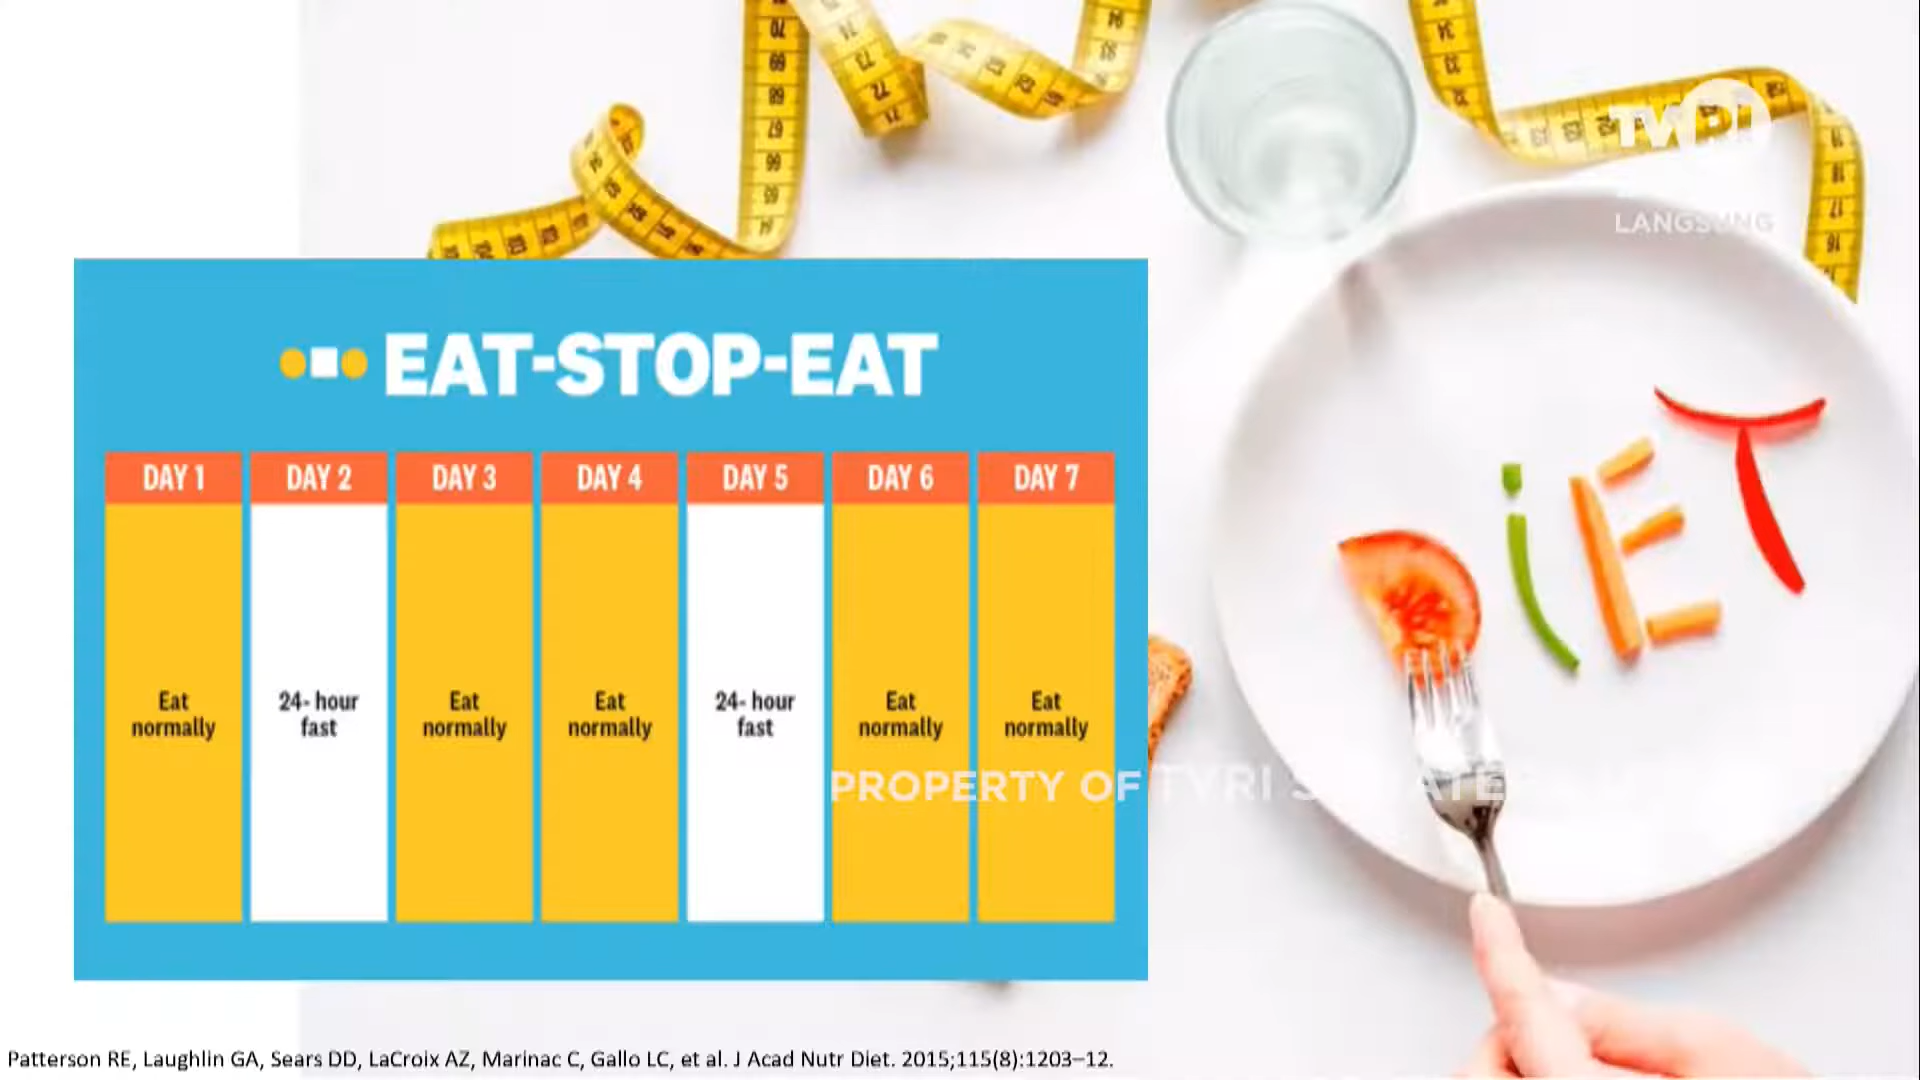 TVRI
LANGSUNG
EAT-STOP-EAT
DAY 1
DAY 2
DAY 3
DAY 4
DAY 5
DAY 6
DAY 7
Eat
normally
24- hour
fast
Eat
normally
Eat
normally
24- hour
fast
Eat
normally
Eat
normally
DiET
PROPERTY OF TVRI
Patterson RE, Laughlin GA, Sears DD, LaCroix AZ, Marinac C, Gallo LC, et al. J Acad Nutr Diet. 2015;115(8):1203–12.